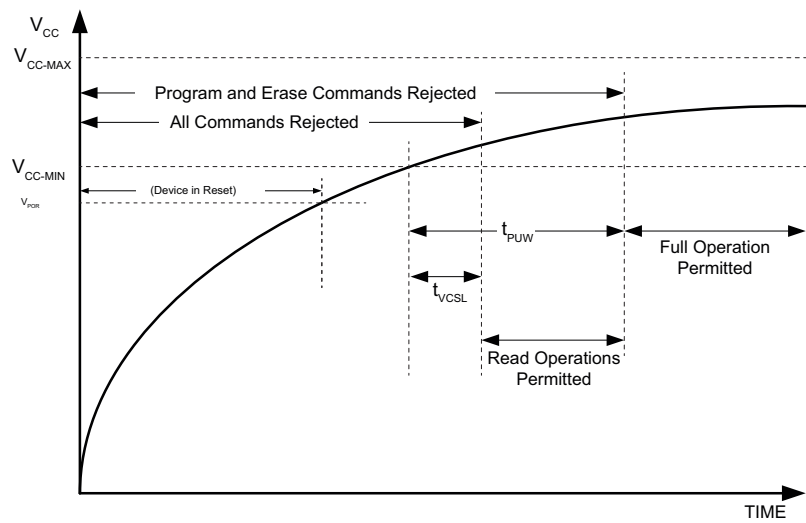 VCC
VCC-MAX
Program and Erase Commands Rejected
All Commands Rejected
VCC-MIN
(Device in Reset)
VPOR
tPUW
Full Operation
Permitted
tVCSL
Read Operations
Permitted
TIME